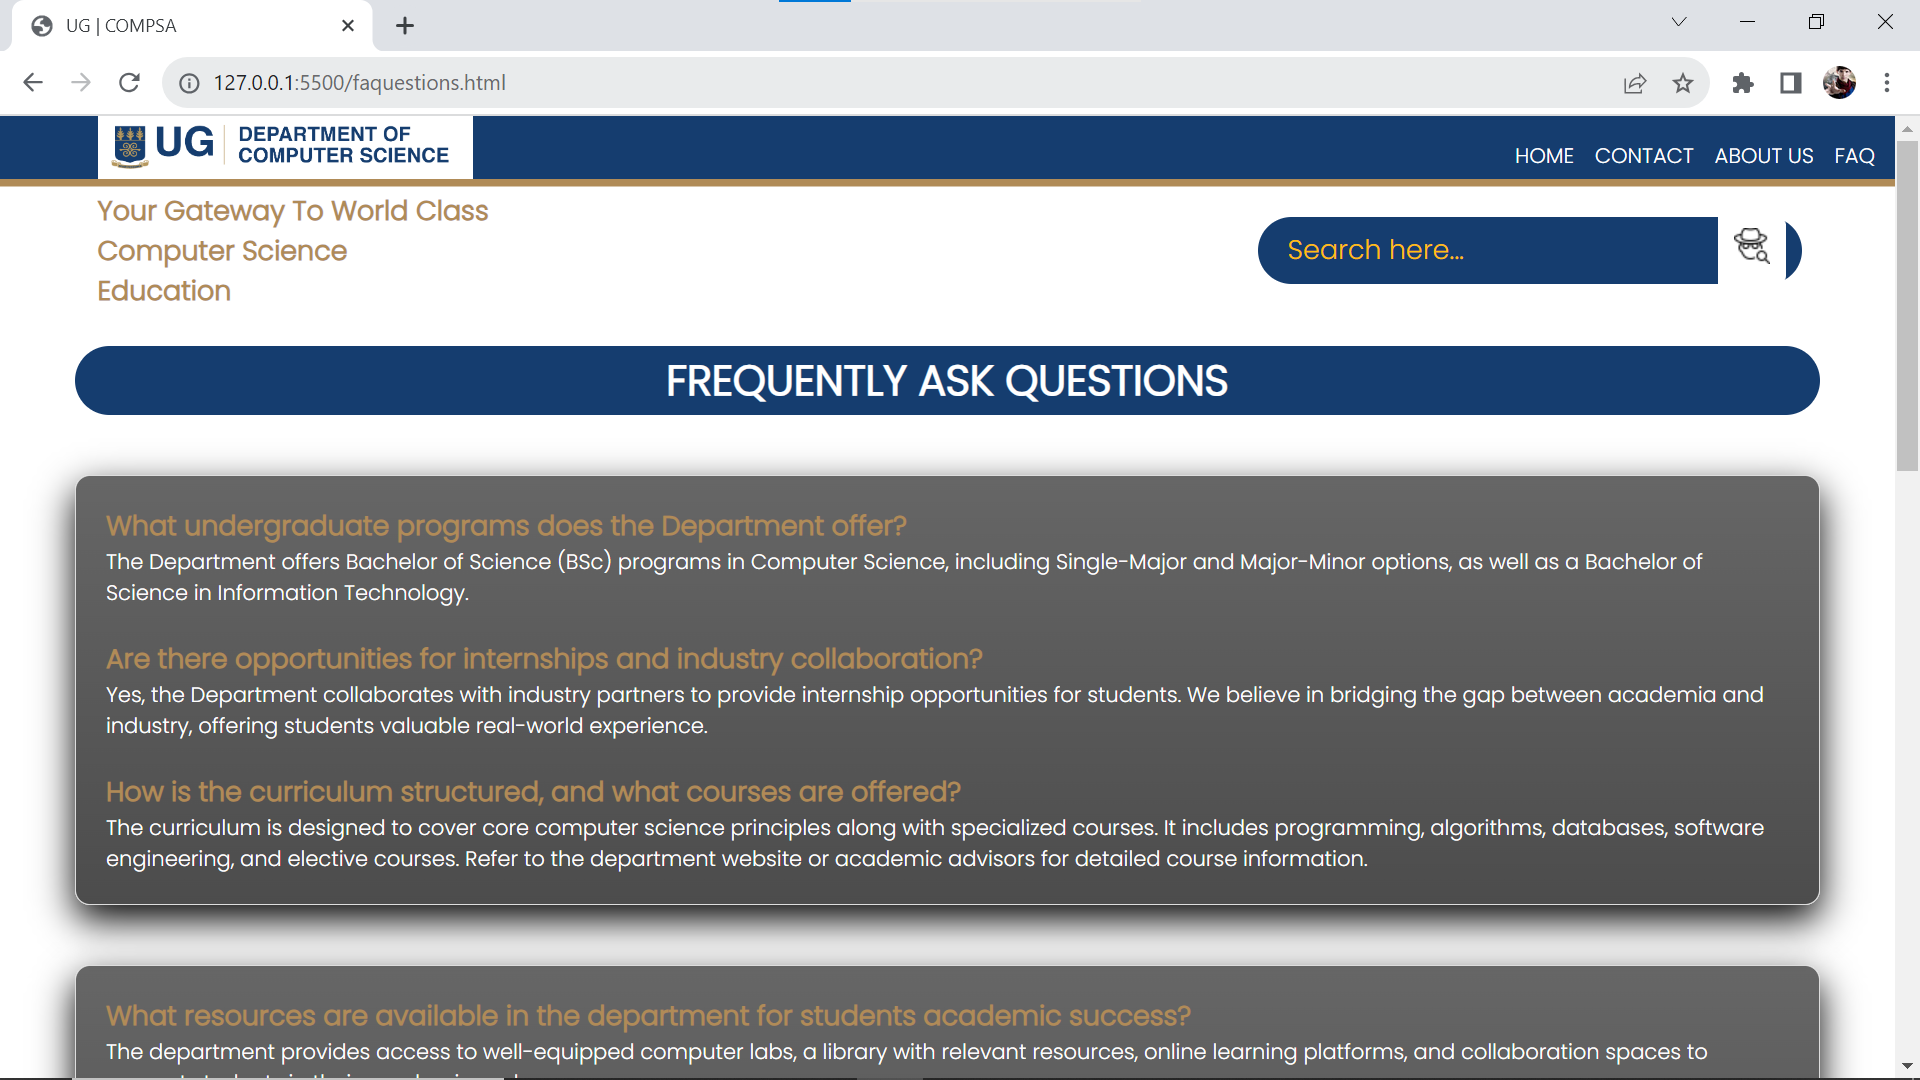 UG | COMPSA
127.0.0.1:5500/faquestions.html
UG
DEPARTMENT OF
COMPUTER SCIENCE
HOME CONTACT ABOUT US FAQ
Your Gateway To World Class
Computer Science
Education
Search here...
FREQUENTLY ASK QUESTIONS
What undergraduate programs does the Department offer?
The Department offers Bachelor of Science (BSc) programs in Computer Science, including Single-Major and Major-Minor options, as well as a Bachelor of
Science in Information Technology.
Are there opportunities for internships and industry collaboration?
Yes, the Department collaborates with industry partners to provide internship opportunities for students. We believe in bridging the gap between academia and
industry, offering students valuable real-world experience.
How is the curriculum structured, and what courses are offered?
The curriculum is designed to cover core computer science principles along with specialized courses. It includes programming, algorithms, databases, software
engineering, and elective courses. Refer to the department website or academic advisors for detailed course information.
What resources are available in the department for students academic success?
The department provides access to well-equipped computer labs, a library with relevant resources, online learning platforms, and collaboration spaces to